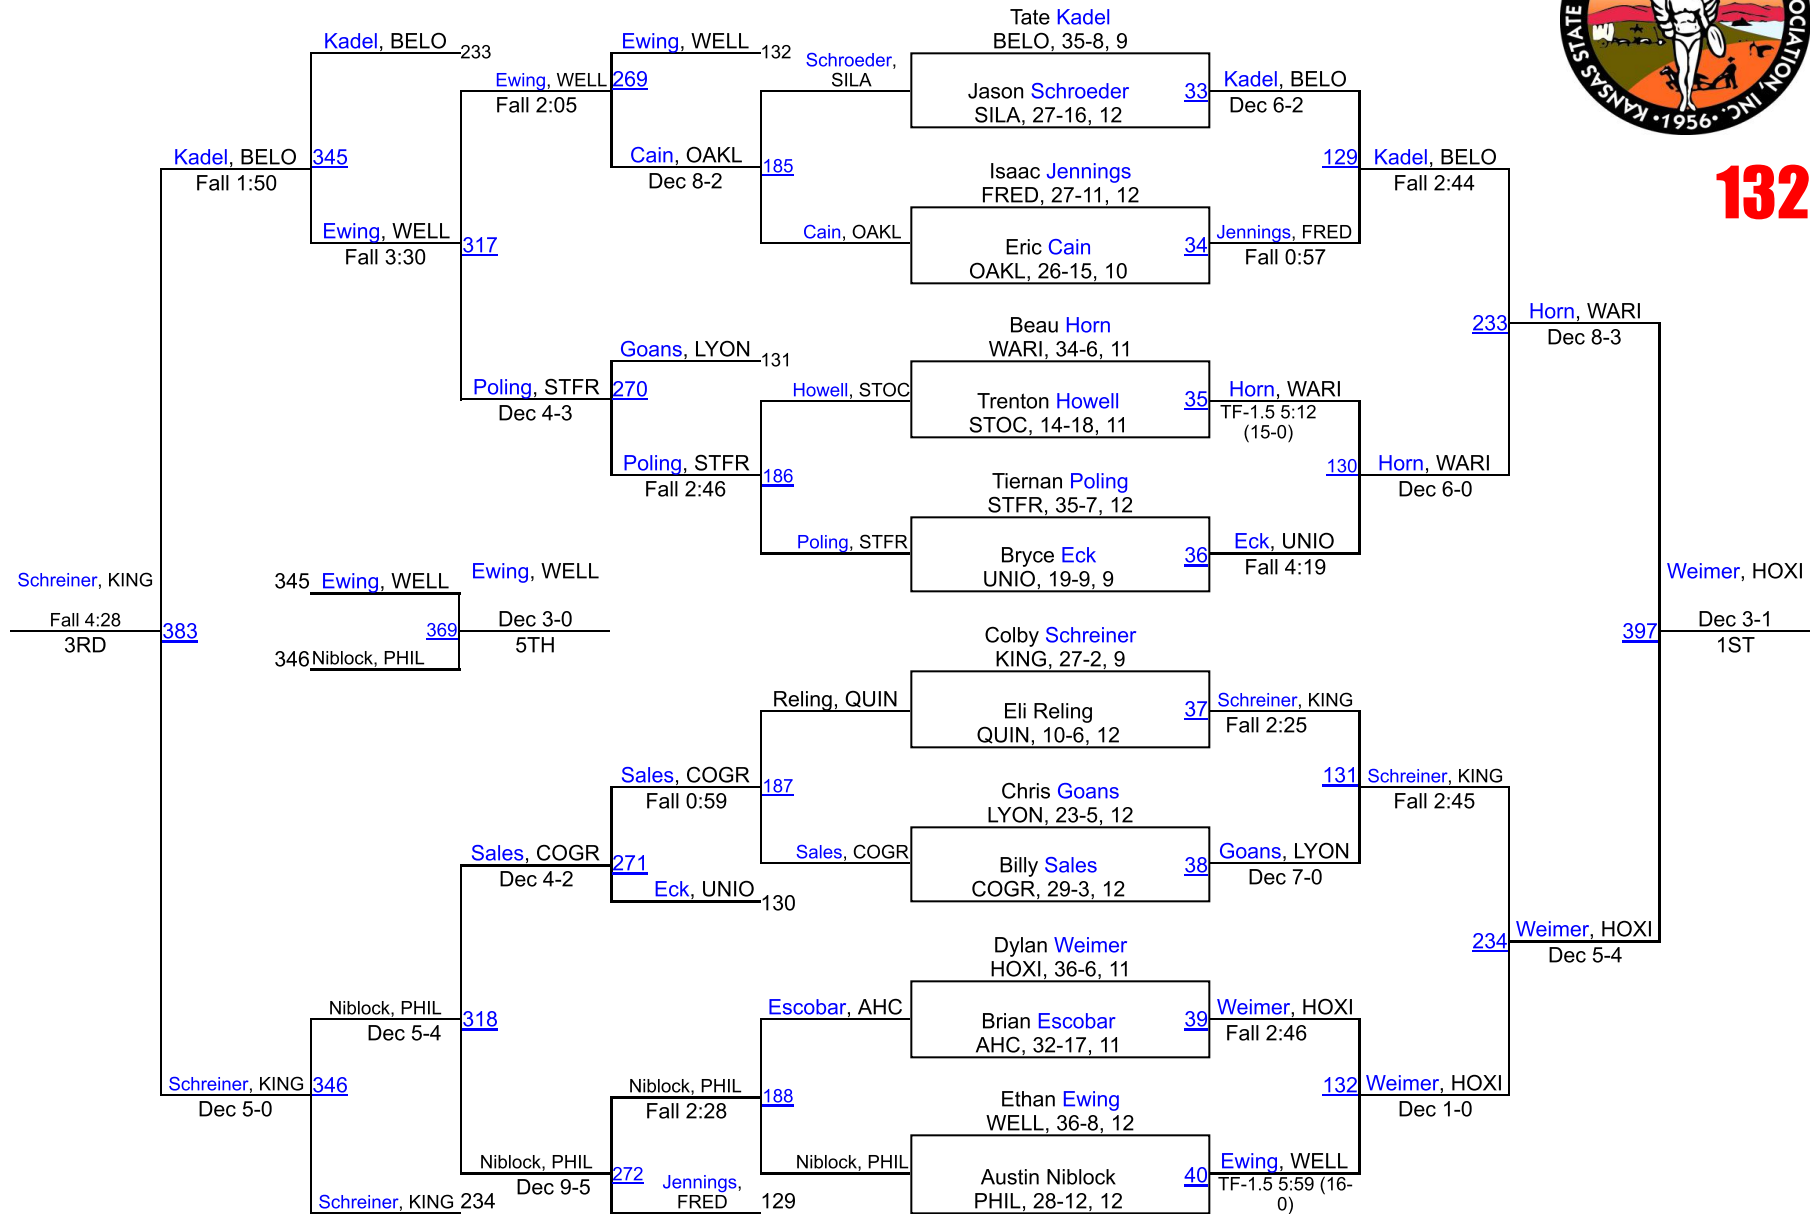 Tate Kadel
BELO, 35-8, 9
KANSAS STATE
OCIATION, INC.
•1956•
132
Kadel, BELO
233
Ewing, WELL
132
Schroeder,
SILA
Ewing, WELL
269
Fall 2:05
Jason Schroeder
SILA, 27-16, 12
33
Kadel, BELO
Dec 6-2
Kadel, BELO
345
Fall 1:50
Cain, OAKL
185
Dec 8-2
Isaac Jennings
FRED, 27-11, 12
129
Kadel, BELO
Fall 2:44
Ewing, WELL
317
Fall 3:30
Cain, OAKL
Eric Cain
OAKL, 26-15, 10
34
Jennings, FRED
Fall 0:57
Beau Horn
WARI, 34-6, 11
233
Horn, WARI
Dec 8-3
Goans, LYON
131
Poling, STFR
270
Dec 4-3
Howell, STOC
Trenton Howell
STOC, 14-18, 11
35
Horn, WARI
TF-1.5 5:12
(15-0)
Poling, STFR
186
Fall 2:46
Tiernan Poling
STFR, 35-7, 12
130
Horn, WARI
Dec 6-0
Poling, STFR
Bryce Eck
UNIO, 19-9, 9
36
Eck, UNIO
Fall 4:19
Schreiner, KING
Fall 4:28
3RD
383
345
Ewing, WELL
346
Niblock, PHIL
369
Ewing, WELL
Dec 3-0
5TH
Weimer, HOXI
397
Dec 3-1
1ST
Colby Schreiner
KING, 27-2, 9
Reling, QUIN
Eli Reling
QUIN, 10-6, 12
37
Schreiner, KING
Fall 2:25
Sales, COGR
187
Fall 0:59
Chris Goans
LYON, 23-5, 12
131
Schreiner, KING
Fall 2:45
Sales, COGR
271
Dec 4-2
Sales, COGR
Billy Sales
COGR, 29-3, 12
38
Goans, LYON
Dec 7-0
Eck, UNIO
130
Dylan Weimer
HOXI, 36-6, 11
234
Weimer, HOXI
Dec 5-4
Niblock, PHIL
318
Dec 5-4
Escobar, AHC
Brian Escobar
AHC, 32-17, 11
39
Weimer, HOXI
Fall 2:46
Schreiner, KING
346
Dec 5-0
Niblock, PHIL
188
Fall 2:28
Ethan Ewing
WELL, 36-8, 12
132
Weimer, HOXI
Dec 1-0
Niblock, PHIL
272
Dec 9-5
Niblock, PHIL
Austin Niblock
PHIL, 28-12, 12
40
Ewing, WELL
TF-1.5 5:59 (16-
0)
Schreiner, KING
234
Jennings,
FRED
129